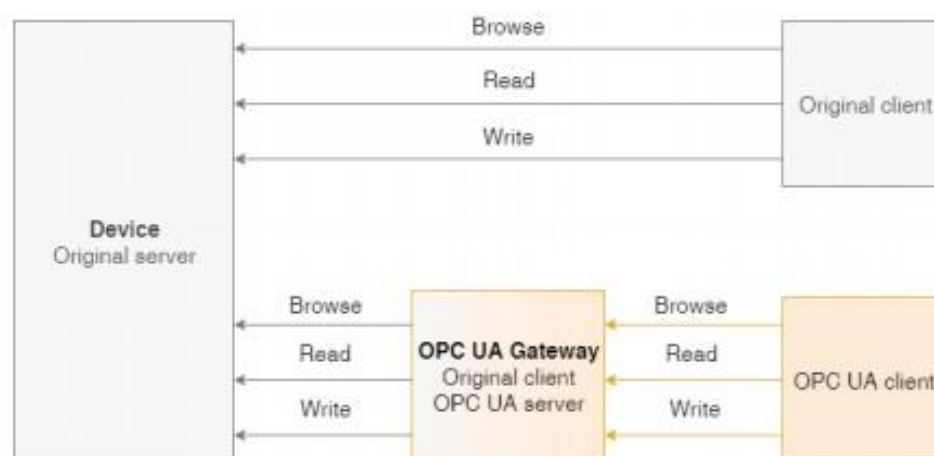 Browse
Read
Original client
Write
Device
Original server
Browse
Browse
Read
OPC UA Gateway
Read
Original client
OPC UA client
OPC UA server
Write
Write